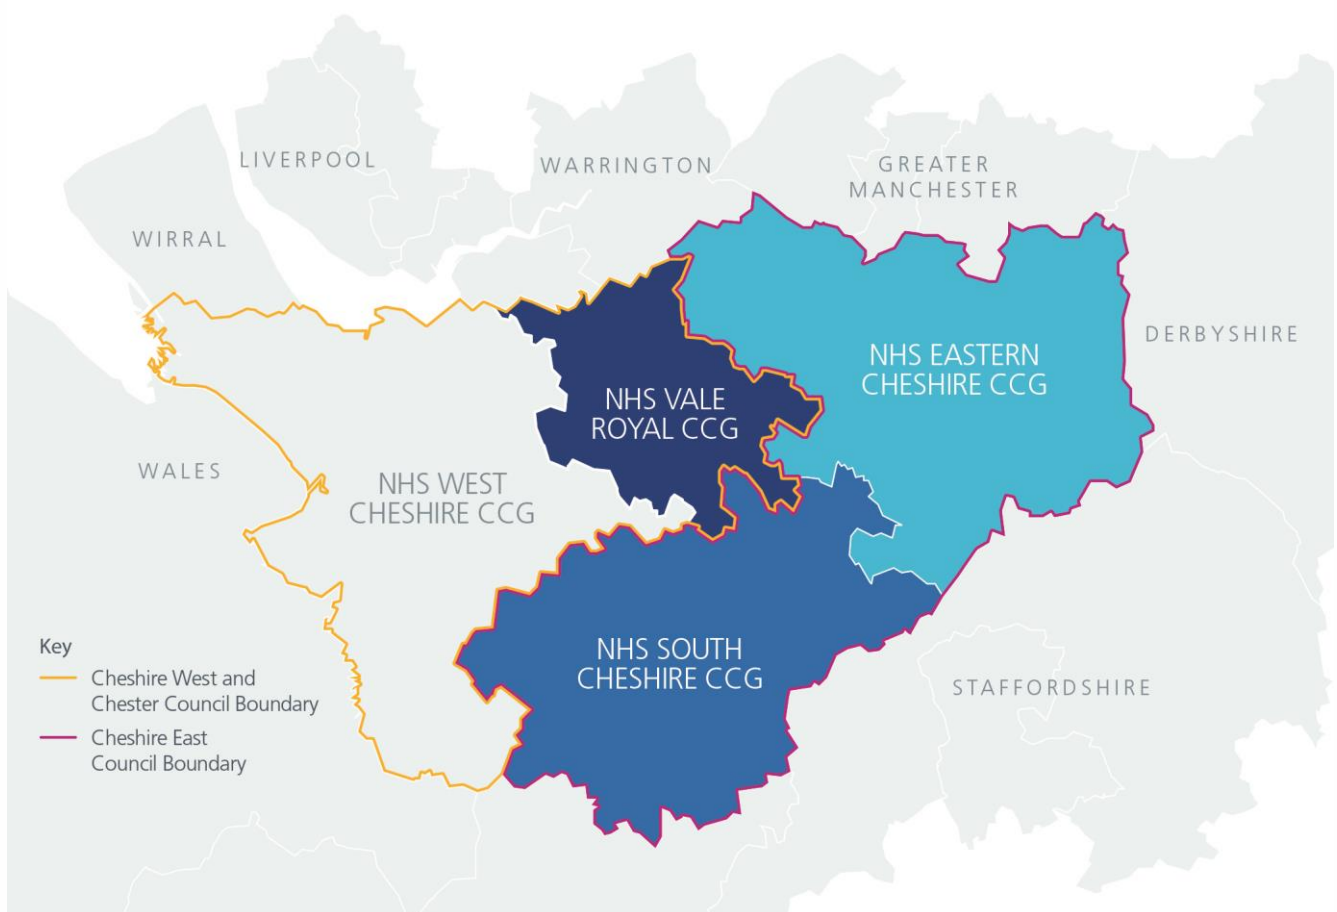 LIVERPOOL
WARRINGTON
GREATER
MANCHESTER
WIRRAL
DERBYSHIRE
NHS EASTERN
CHESHIRE CCG
NHS VALE
ROYAL CCG
WALES
NHS WEST
CHESHIRE CCG
NHS SOUTH
CHESHIRE CCG
STAFFORDSHIRE
Key
Cheshire West and
Chester Council Boundary
Cheshire East
Council Boundary